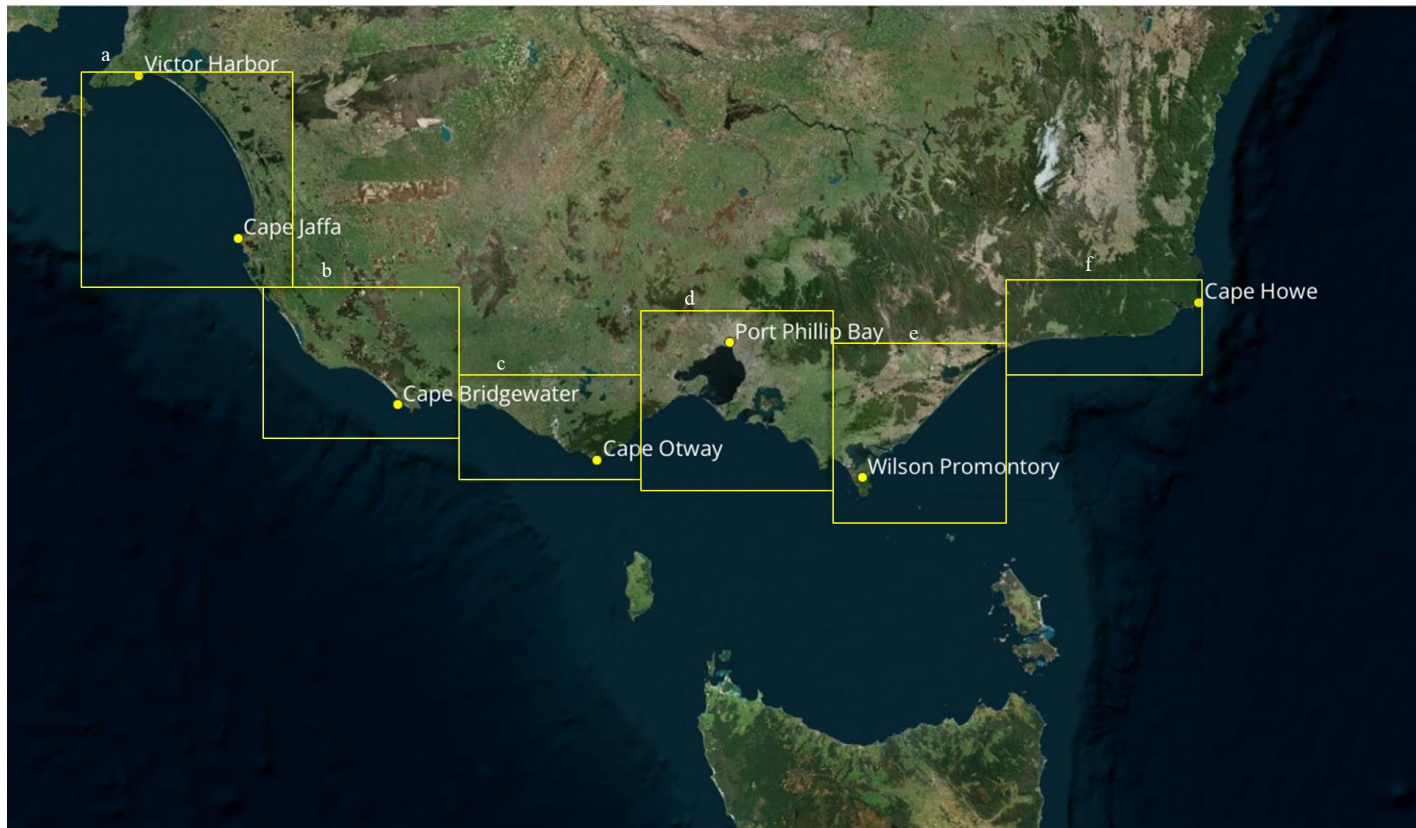 a
Victor Harbor
Cape Jaffa
b
f
Cape Howe
d
Port Phillip Bay
e
c
Cape Bridgewater
Cape Otway
Wilson Promontory